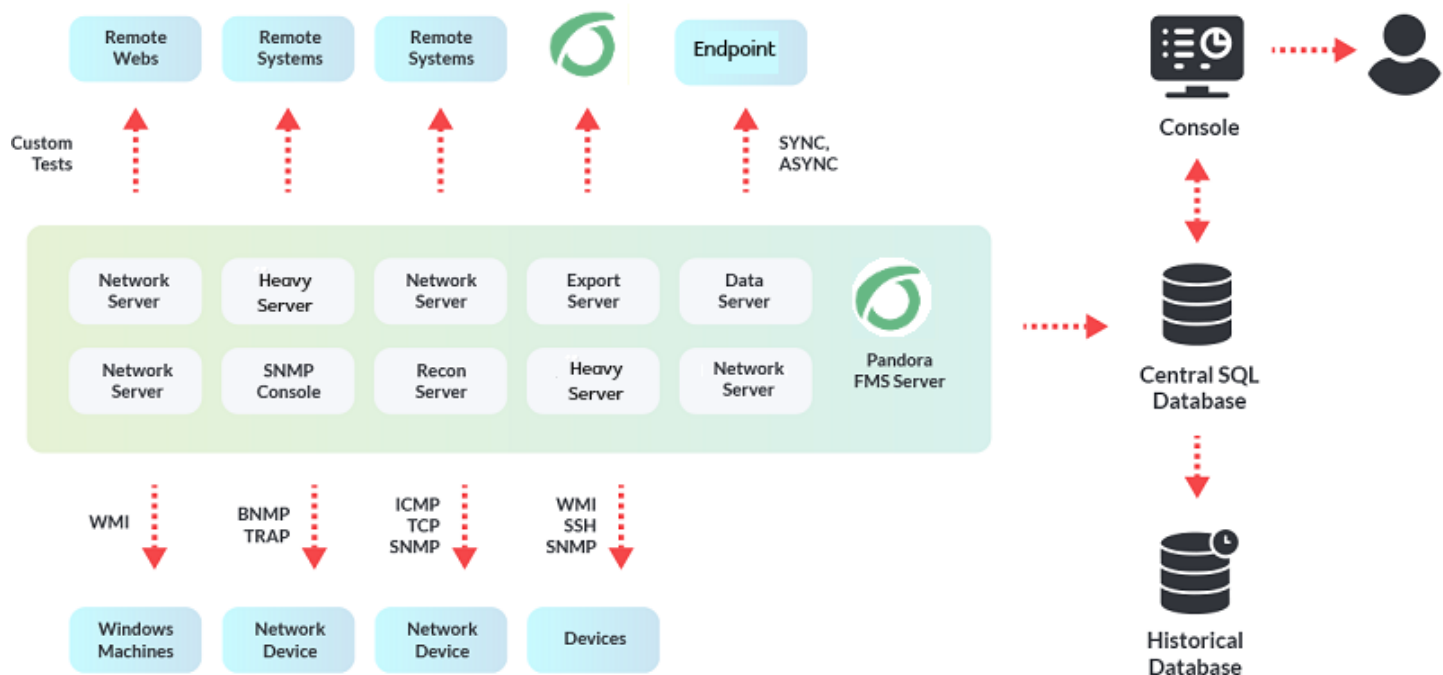 Remote
Webs
Remote
Systems
Remote
Systems
Endpoint
Console
Custom
Tests
SYNC,
ASYNC
Network
Server
Heavy
Server
Network
Server
Export
Server
Data
Server
Network
Server
SNMP
Console
Recon
Server
Heavy
Server
Network
Server
Pandora
FMS Server
Central SQL
Database
WMI
BNMP
TRAP
ICMP
TCP
SNMP
WMI
SSH
SNMP
Windows
Machines
Network
Device
Network
Device
Devices
Historical
Database